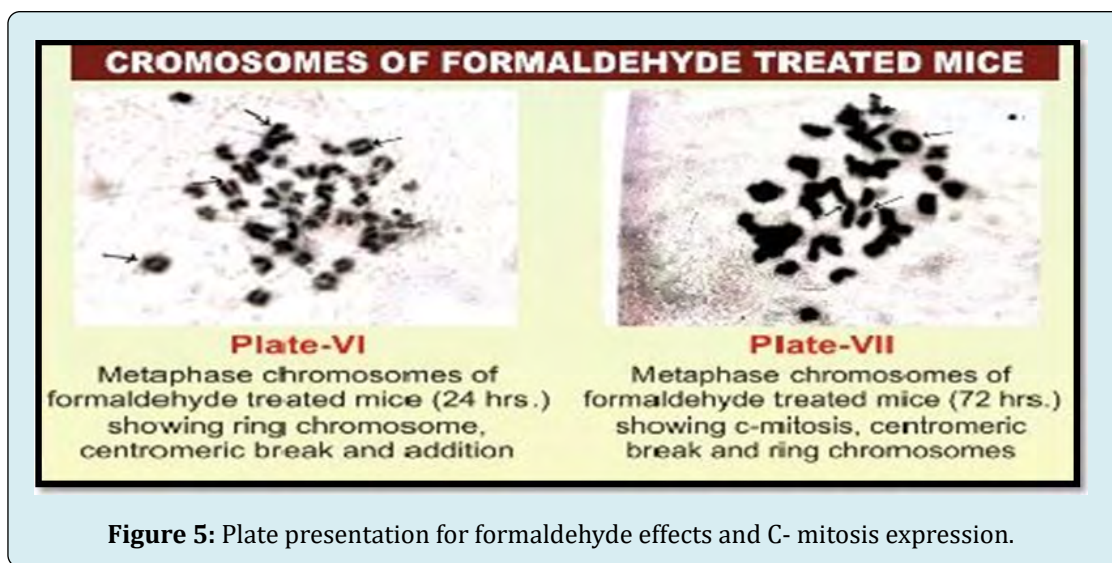 CROMOSOMES OF FORMALDEHYDE TREATED MICE
Plate-VI
Metaphase chromosomes of
formaldehyde treated mice (24 hrs.)
showing ring chromosome,
centromeric break and addition
Plate-VII
Metaphase chromosomes of
formaldehyde treated mice (72 hrs.)
showing c-mitosis, centromeric
break and ring chromosomes
Figure 5: Plate presentation for formaldehyde effects and C- mitosis expression.